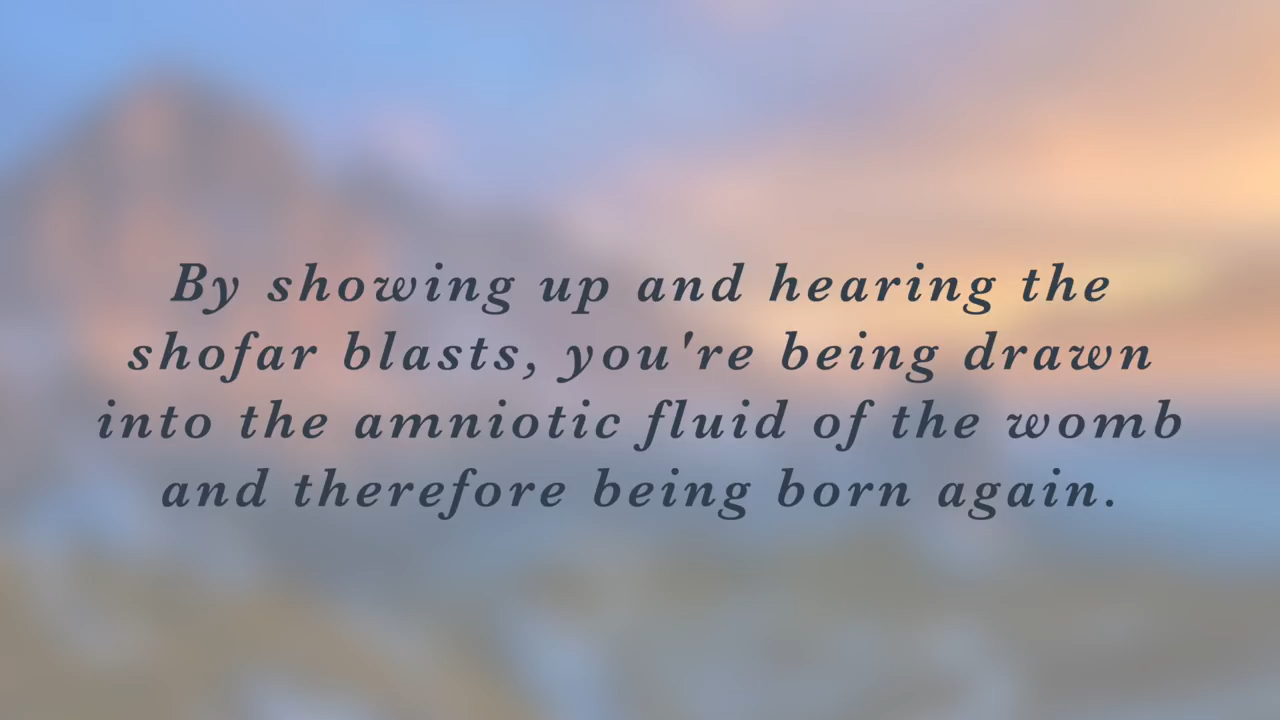 By showing up and hearing the
shofar blasts, you're being drawn
into the amniotic fluid of the womb
and therefore being born again.